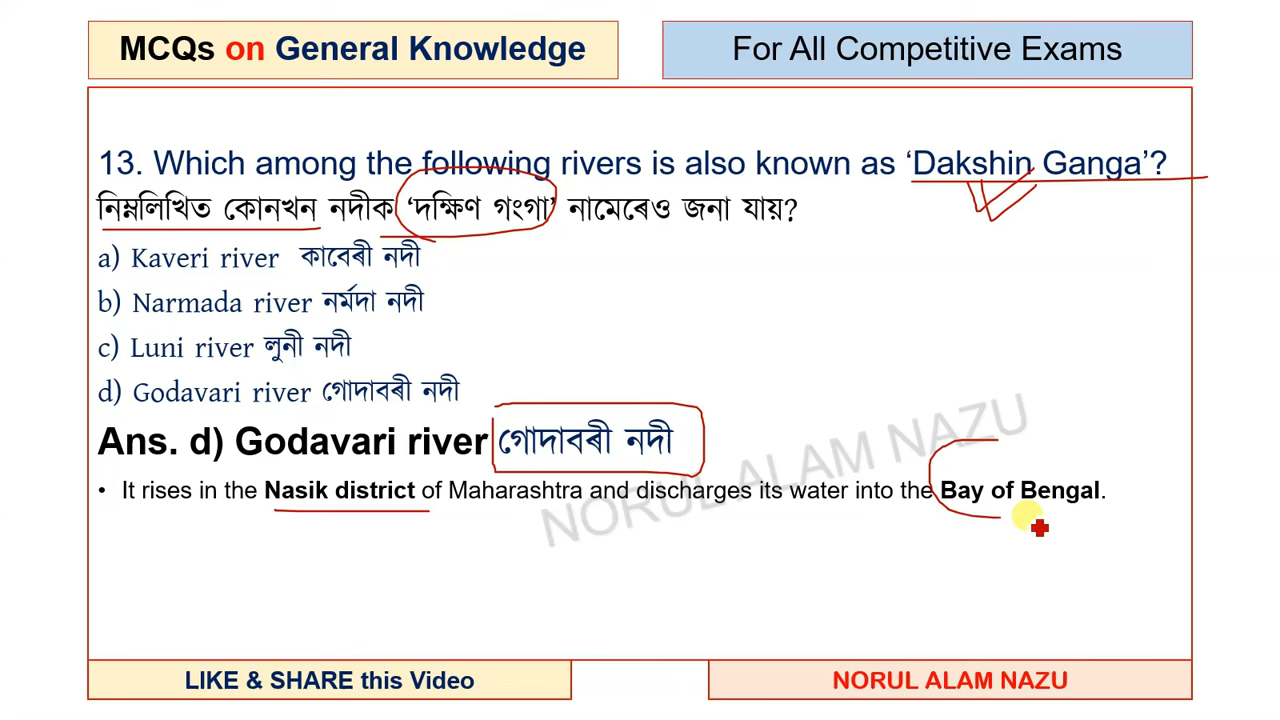 MCQs on General Knowledge
For All Competitive Exams
13. Which among the following rivers is also known as ‘Dakshin Ganga’?
নিম্নলিখিত কোনখন নদীক ‘দক্ষিণ গংগা’ নামেৰেও জনা যায়?
a) Kaveri river কাবেৰী নদী
b) Narmada river নৰ্মদা নদী
c) Luni river লুনী নদী
d) Godavari river গোদাবৰী নদী
Ans. d) Godavari river গোদাবৰী নদী
• It rises in the Nasik district of Maharashtra and discharges its water into the Bay of Bengal.
NORUL ALAM NAZU
LIKE & SHARE this Video
NORUL ALAM NAZU